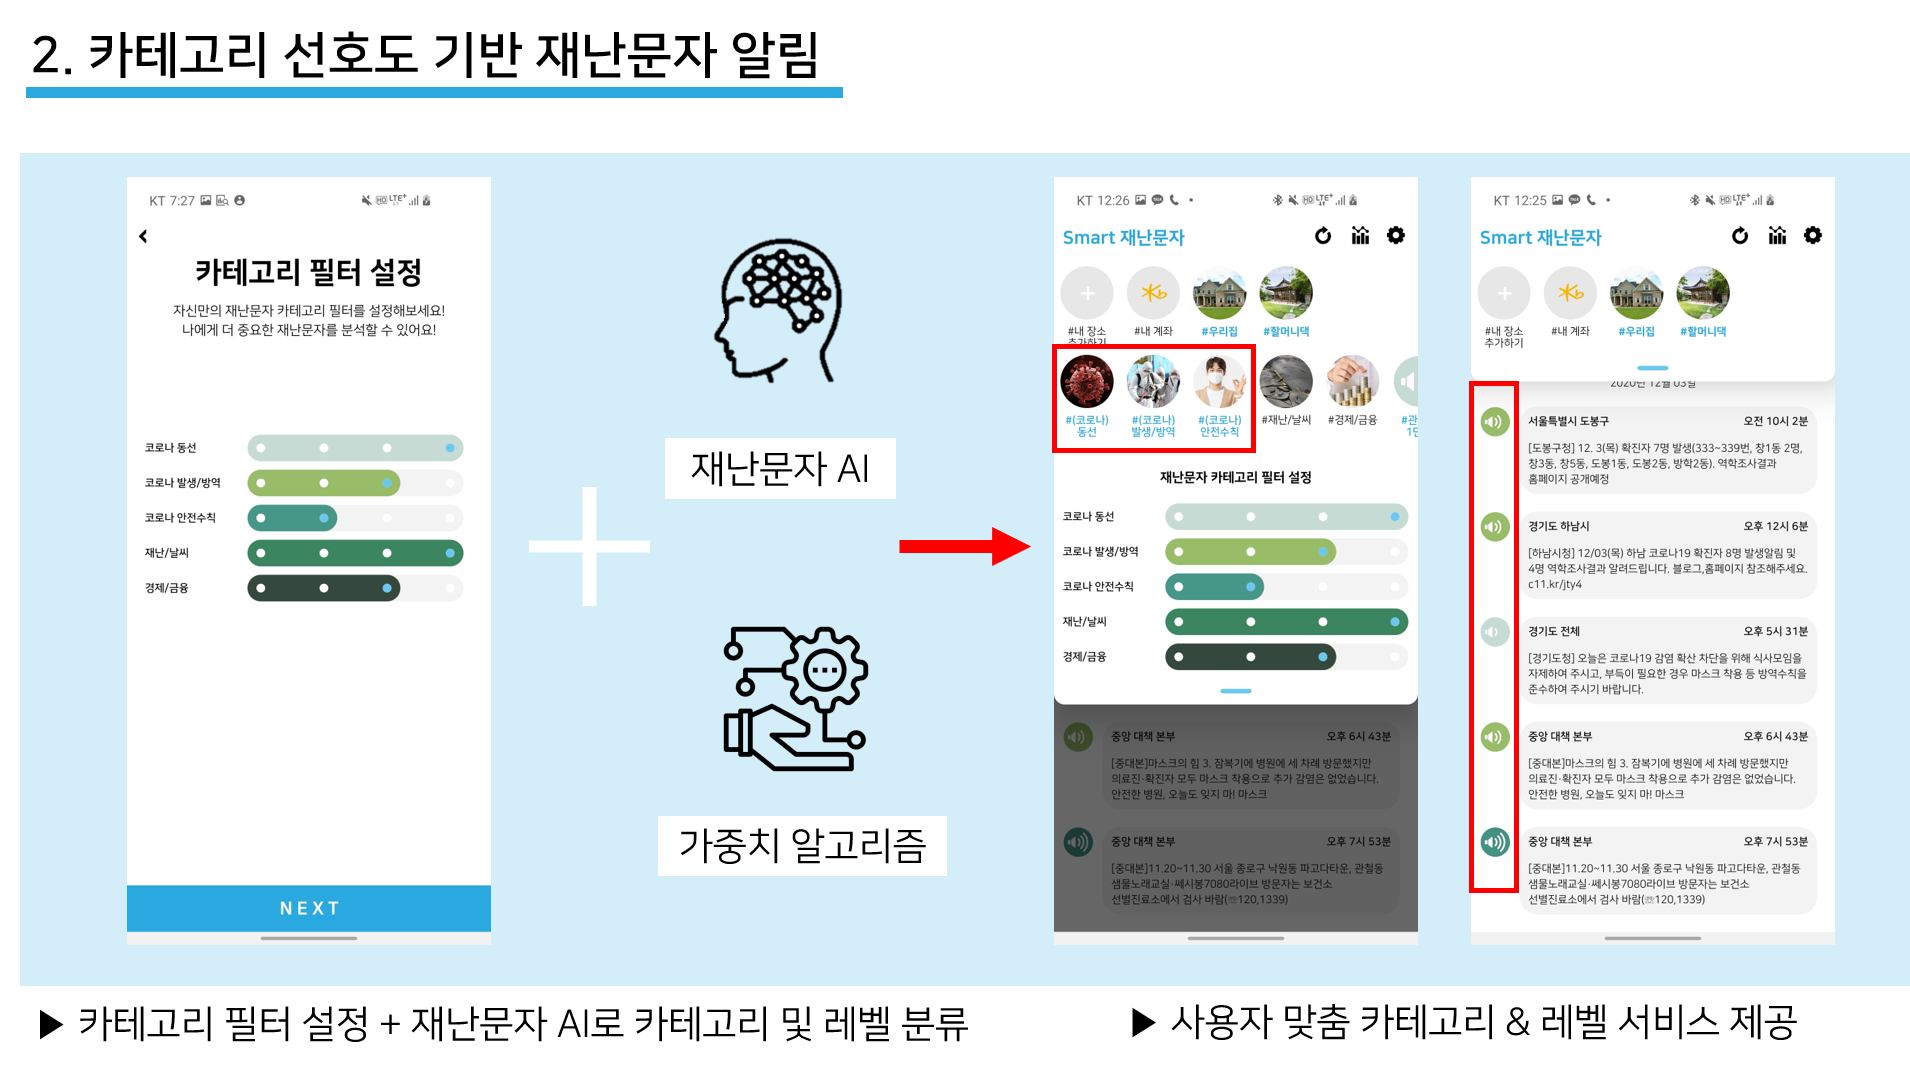 2. 카테고리 선호도 기반 재난문자 알림
KT 7:27
카테고리 필터 설정
자신만의 재난문자 카테고리 필터를 설정해보세요!
나에게 더 중요한 재난문자를 분석할 수 있어요!
코로나 동선
코로나 발생/방역
코로나 안전수칙
재난/날씨
경제/금융
NEXT
재난문자 AI
가중치 알고리즘
KT 12:26
Smart 재난문자
#내 장소
추가하기
#내 계좌
#우리집
#할머니댁
#(코로나)
동선
#(코로나)
발생/방역
#(코로나)
안전수칙
#재난/날씨
#경제/금융
#관
재난문자 카테고리 필터 설정
코로나 동선
코로나 발생/방역
코로나 안전수칙
재난/날씨
경제/금융
중앙 대책 본부 오후 6시 43분
[중대본]마스크의 힘 3. 잠복기에 병원에 세 차례 방문했지만
의료진·확진자 모두 마스크 착용으로 추가 감염은 없었습니다.
안전한 병원, 오늘도 잊지 마! 마스크
중앙 대책 본부 오후 7시 53분
[중대본]11.20~11.30 서울 종로구 낙원동 파고다타운, 관철동
샘물노래교실·쎄시봉7080라이브 방문자는 보건소
선별진료소에서 검사 바람(☏120,1339)
KT 12:25
Smart 재난문자
#내 장소
추가하기
#내 계좌
#우리집
#할머니댁
2020년 12월 03일
서울특별시 도봉구 오전 10시 2분
[도봉구청] 12. 3(목) 확진자 7명 발생(333~339번, 창1동 2명,
창3동, 창5동, 도봉1동, 도봉2동, 방학2동). 역학조사결과
홈페이지 공개예정
경기도 하남시 오후 12시 6분
[하남시청] 12/03(목) 하남 코로나19 확진자 8명 발생알림 및
4명 역학조사결과 알려드립니다. 블로그,홈페이지 참조해주세요.
c11.kr/jty4
경기도 전체 오후 5시 31분
[경기도청] 오늘은 코로나19 감염 확산 차단을 위해 식사모임을
자제하여 주시고, 부득이 필요한 경우 마스크 착용 등 방역수칙을
준수하여 주시기 바랍니다.
중앙 대책 본부 오후 6시 43분
[중대본]마스크의 힘 3. 잠복기에 병원에 세 차례 방문했지만
의료진·확진자 모두 마스크 착용으로 추가 감염은 없었습니다.
안전한 병원, 오늘도 잊지 마! 마스크
중앙 대책 본부 오후 7시 53분
[중대본]11.20~11.30 서울 종로구 낙원동 파고다타운, 관철동
샘물노래교실·쎄시봉7080라이브 방문자는 보건소
선별진료소에서 검사 바람(☏120,1339)
▶ 카테고리 필터 설정 + 재난문자 AI로 카테고리 및 레벨 분류
▶ 사용자 맞춤 카테고리 & 레벨 서비스 제공